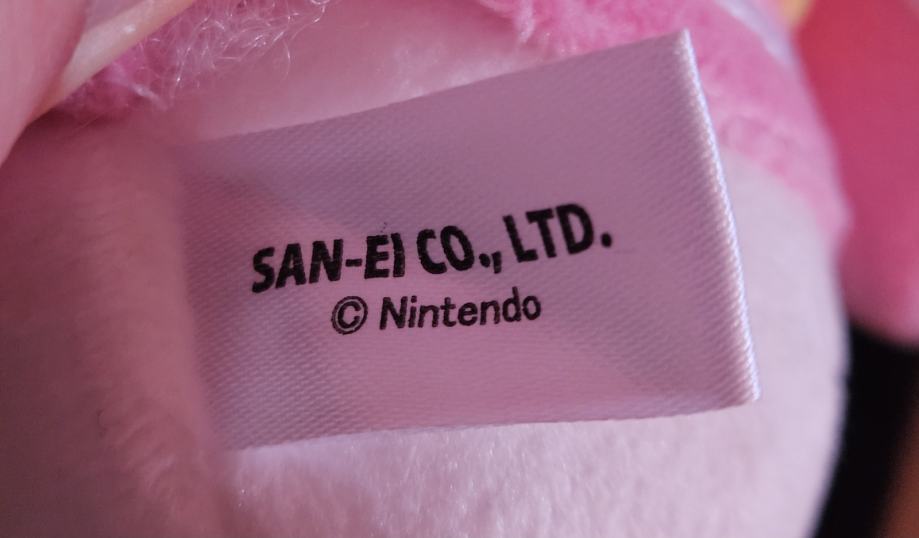 SAN-EI CO., LTD.
© Nintendo